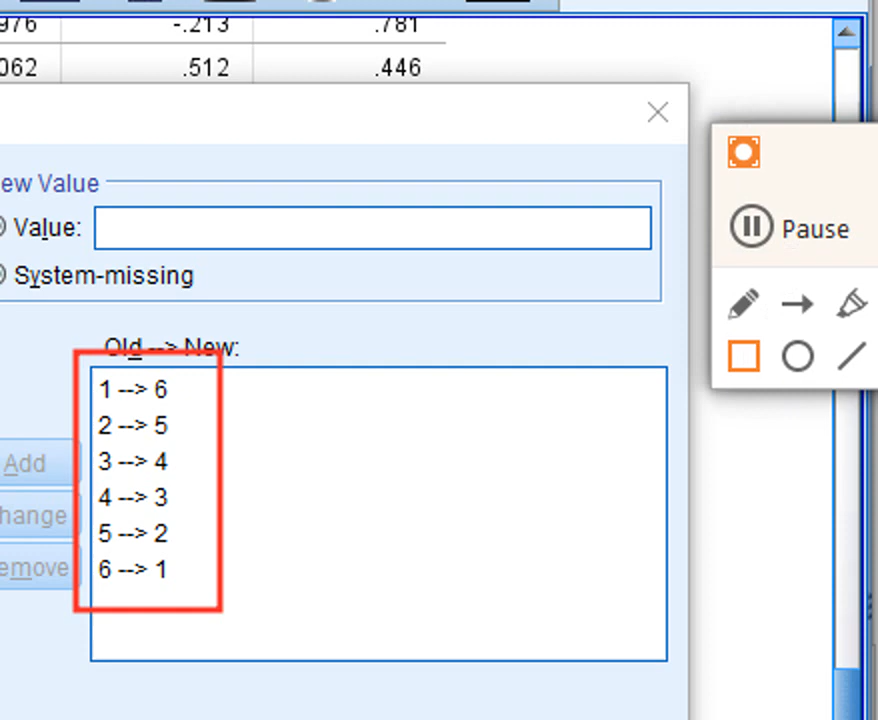 976 -.213 .781
062 .512 .446
ew Value
Value:
System-missing
Pause
Old --> New:
1 --> 6
2 --> 5
3 --> 4
4 --> 3
5 --> 2
6 --> 1
Add
hange
emove